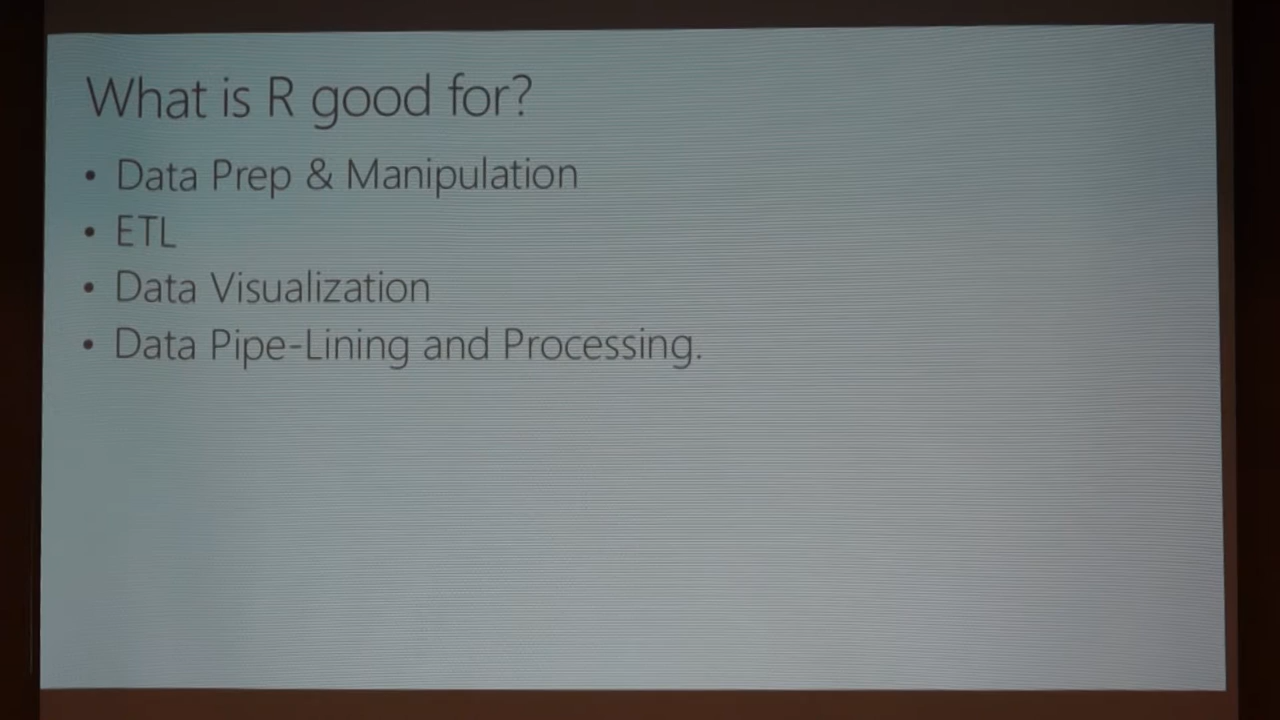 What is R good for?
• Data Prep & Manipulation
• ETL
• Data Visualization
• Data Pipe-Lining and Processing.